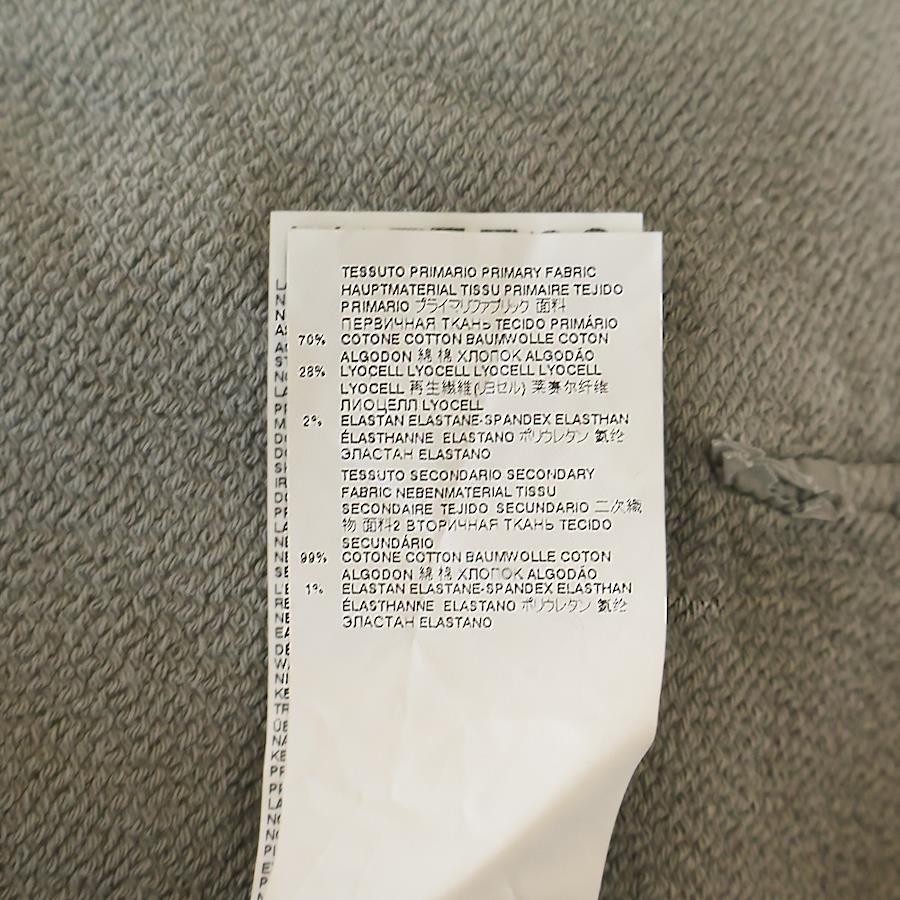 TESSUTO PRIMARIO PRIMARY FABRIC
HAUPTMATERIAL TISSU PRIMAIRE TEJIDO
PRIMARIO プライマリファブリック 面料
ПЕРВИЧНАЯ ТКАНЬ TECIDO PRIMÁRIO
70% COTONE COTTON BAUMWOLLE COTON
ALGODON 綿 棉 ХЛОПОК ALGODÃO
28% LYOCELL LYOCELL LYOCELL LYOCELL
LYOCELL 再生繊維(リヨセル) 莱赛尔纤维
ЛИОЦЕЛЛ LYOCELL
2% ELASTAN ELASTANE-SPANDEX ELASTHAN
ÉLASTHANNE ELASTANO ポリウレタン 氨纶
ЭЛАСТАН ELASTANO
TESSUTO SECONDARIO SECONDARY
FABRIC NEBENMATERIAL TISSU
SECONDAIRE TEJIDO SECUNDARIO 二次織
物 面料2 ВТОРИЧНАЯ ТКАНЬ TECIDO
SECUNDÁRIO
99% COTONE COTTON BAUMWOLLE COTON
ALGODON 綿 棉 ХЛОПОК ALGODÃO
1% ELASTAN ELASTANE-SPANDEX ELASTHAN
ÉLASTHANNE ELASTANO ポリウレタン 氨纶
ЭЛАСТАН ELASTANO